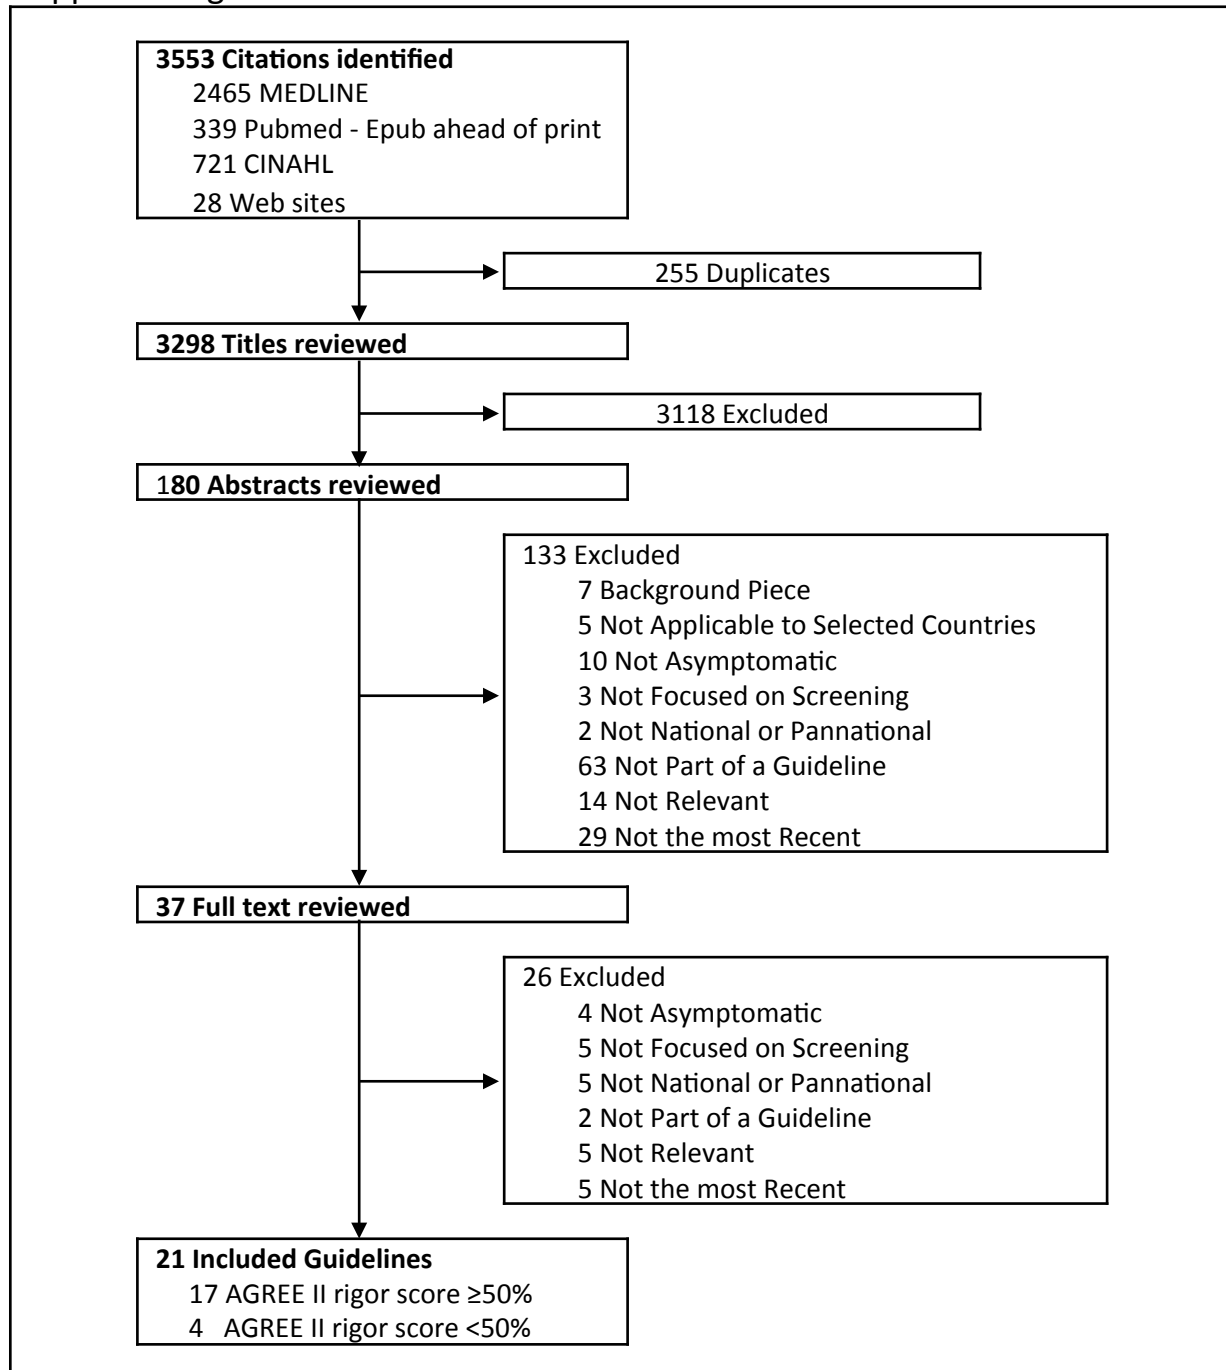 3553 Citations identified
2465 MEDLINE
339 Pubmed - Epub ahead of print
721 CINAHL
28 Web sites
255 Duplicates
3298 Titles reviewed
3118 Excluded
180 Abstracts reviewed
133 Excluded
7 Background Piece
5 Not Applicable to Selected Countries
10 Not Asymptomatic
3 Not Focused on Screening
2 Not National or Pannational
63 Not Part of a Guideline
14 Not Relevant
29 Not the most Recent
37 Full text reviewed
26 Excluded
4 Not Asymptomatic
5 Not Focused on Screening
5 Not National or Pannational
2 Not Part of a Guideline
5 Not Relevant
5 Not the most Recent
21 Included Guidelines
17 AGREE II rigor score ≥50%
4 AGREE II rigor score <50%